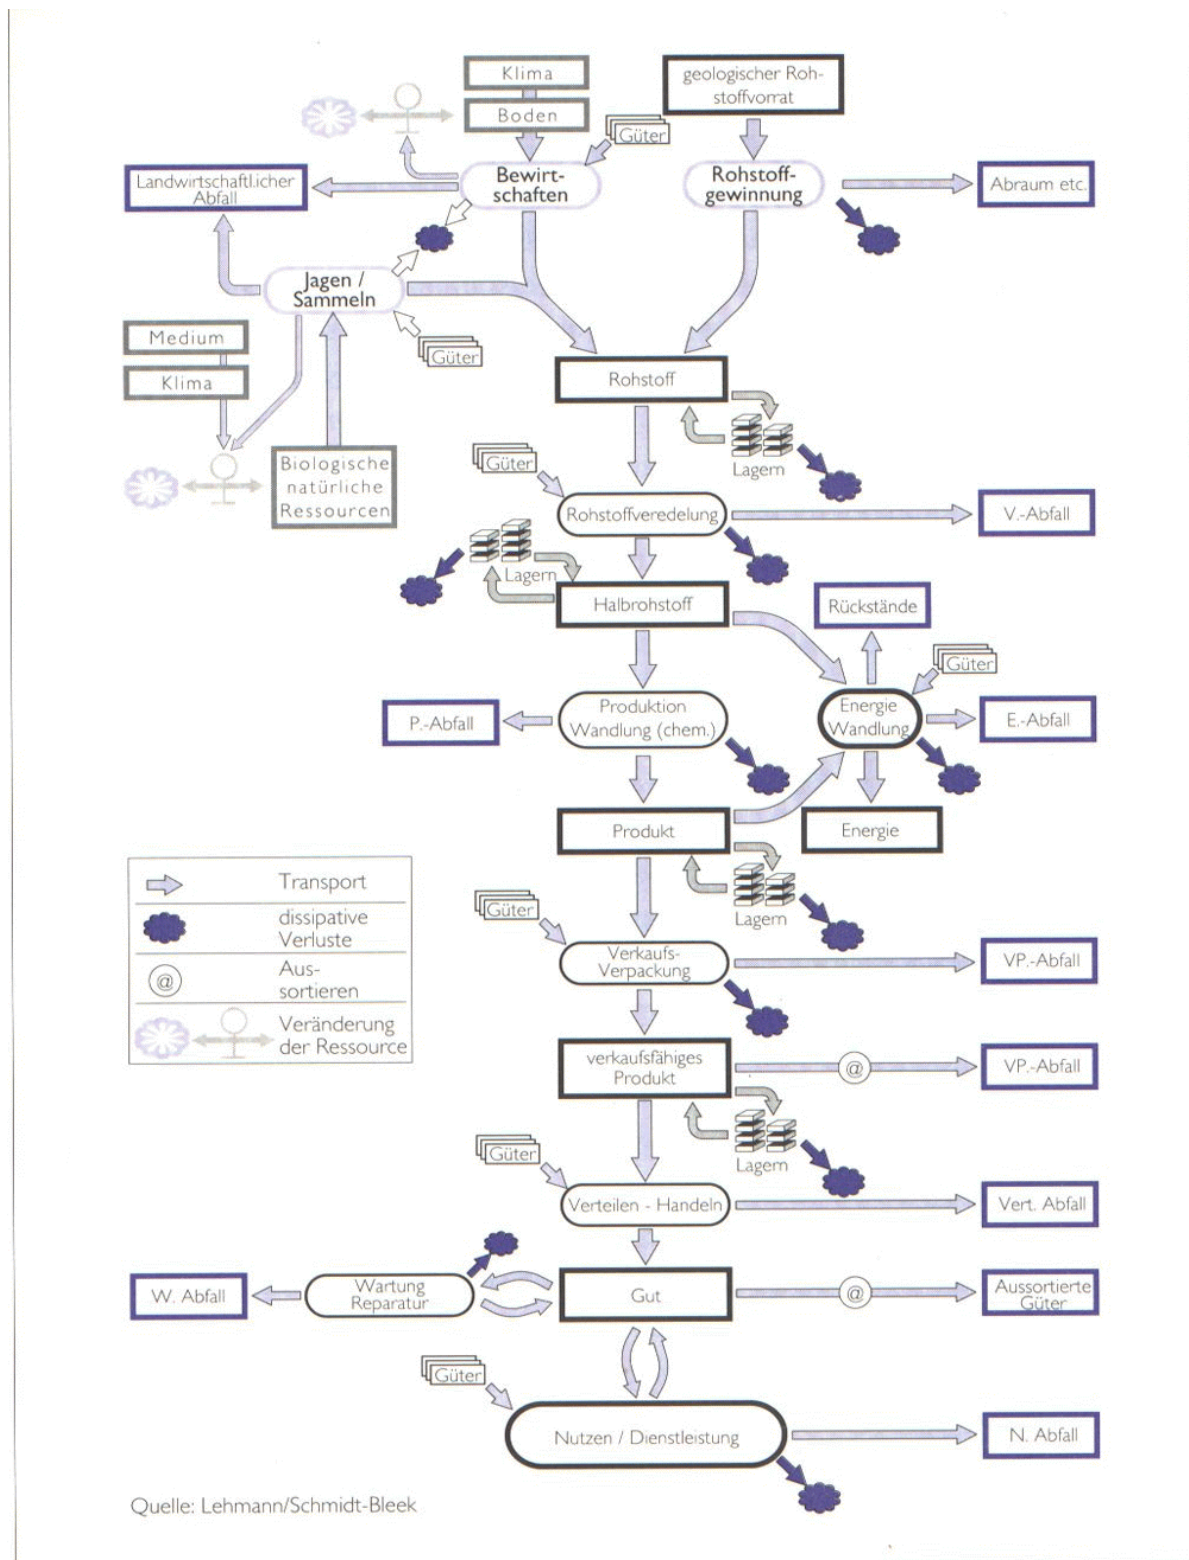 Klima
geologischer Roh-
stoffvorrat
Boden
Güter
Landwirtschaftlicher
Abfall
Bewirt-
schaften
Rohstoff-
gewinnung
Abraum etc.
Jagen /
Sammeln
Güter
Medium
Klima
Rohstoff
Biologische
natürliche
Ressourcen
Güter
Lagern
Rohstoffveredelung
V.-Abfall
Lagern
Halbrohstoff
Rückstände
Güter
P.-Abfall
Produktion
Wandlung (chem.)
Energie
Wandlung
E.-Abfall
Produkt
Energie
Transport
dissipative
Verluste
@
Aus-
sortieren
Veränderung
der Ressource
Güter
Lagern
Verkaufs-
Verpackung
VP.-Abfall
verkaufsfähiges
Produkt
@
VP.-Abfall
Güter
Lagern
Verteilen - Handeln
Vert. Abfall
W. Abfall
Wartung
Reparatur
Gut
@
Aussortierte
Güter
Güter
Nutzen / Dienstleistung
N. Abfall
Quelle: Lehmann/Schmidt-Bleek